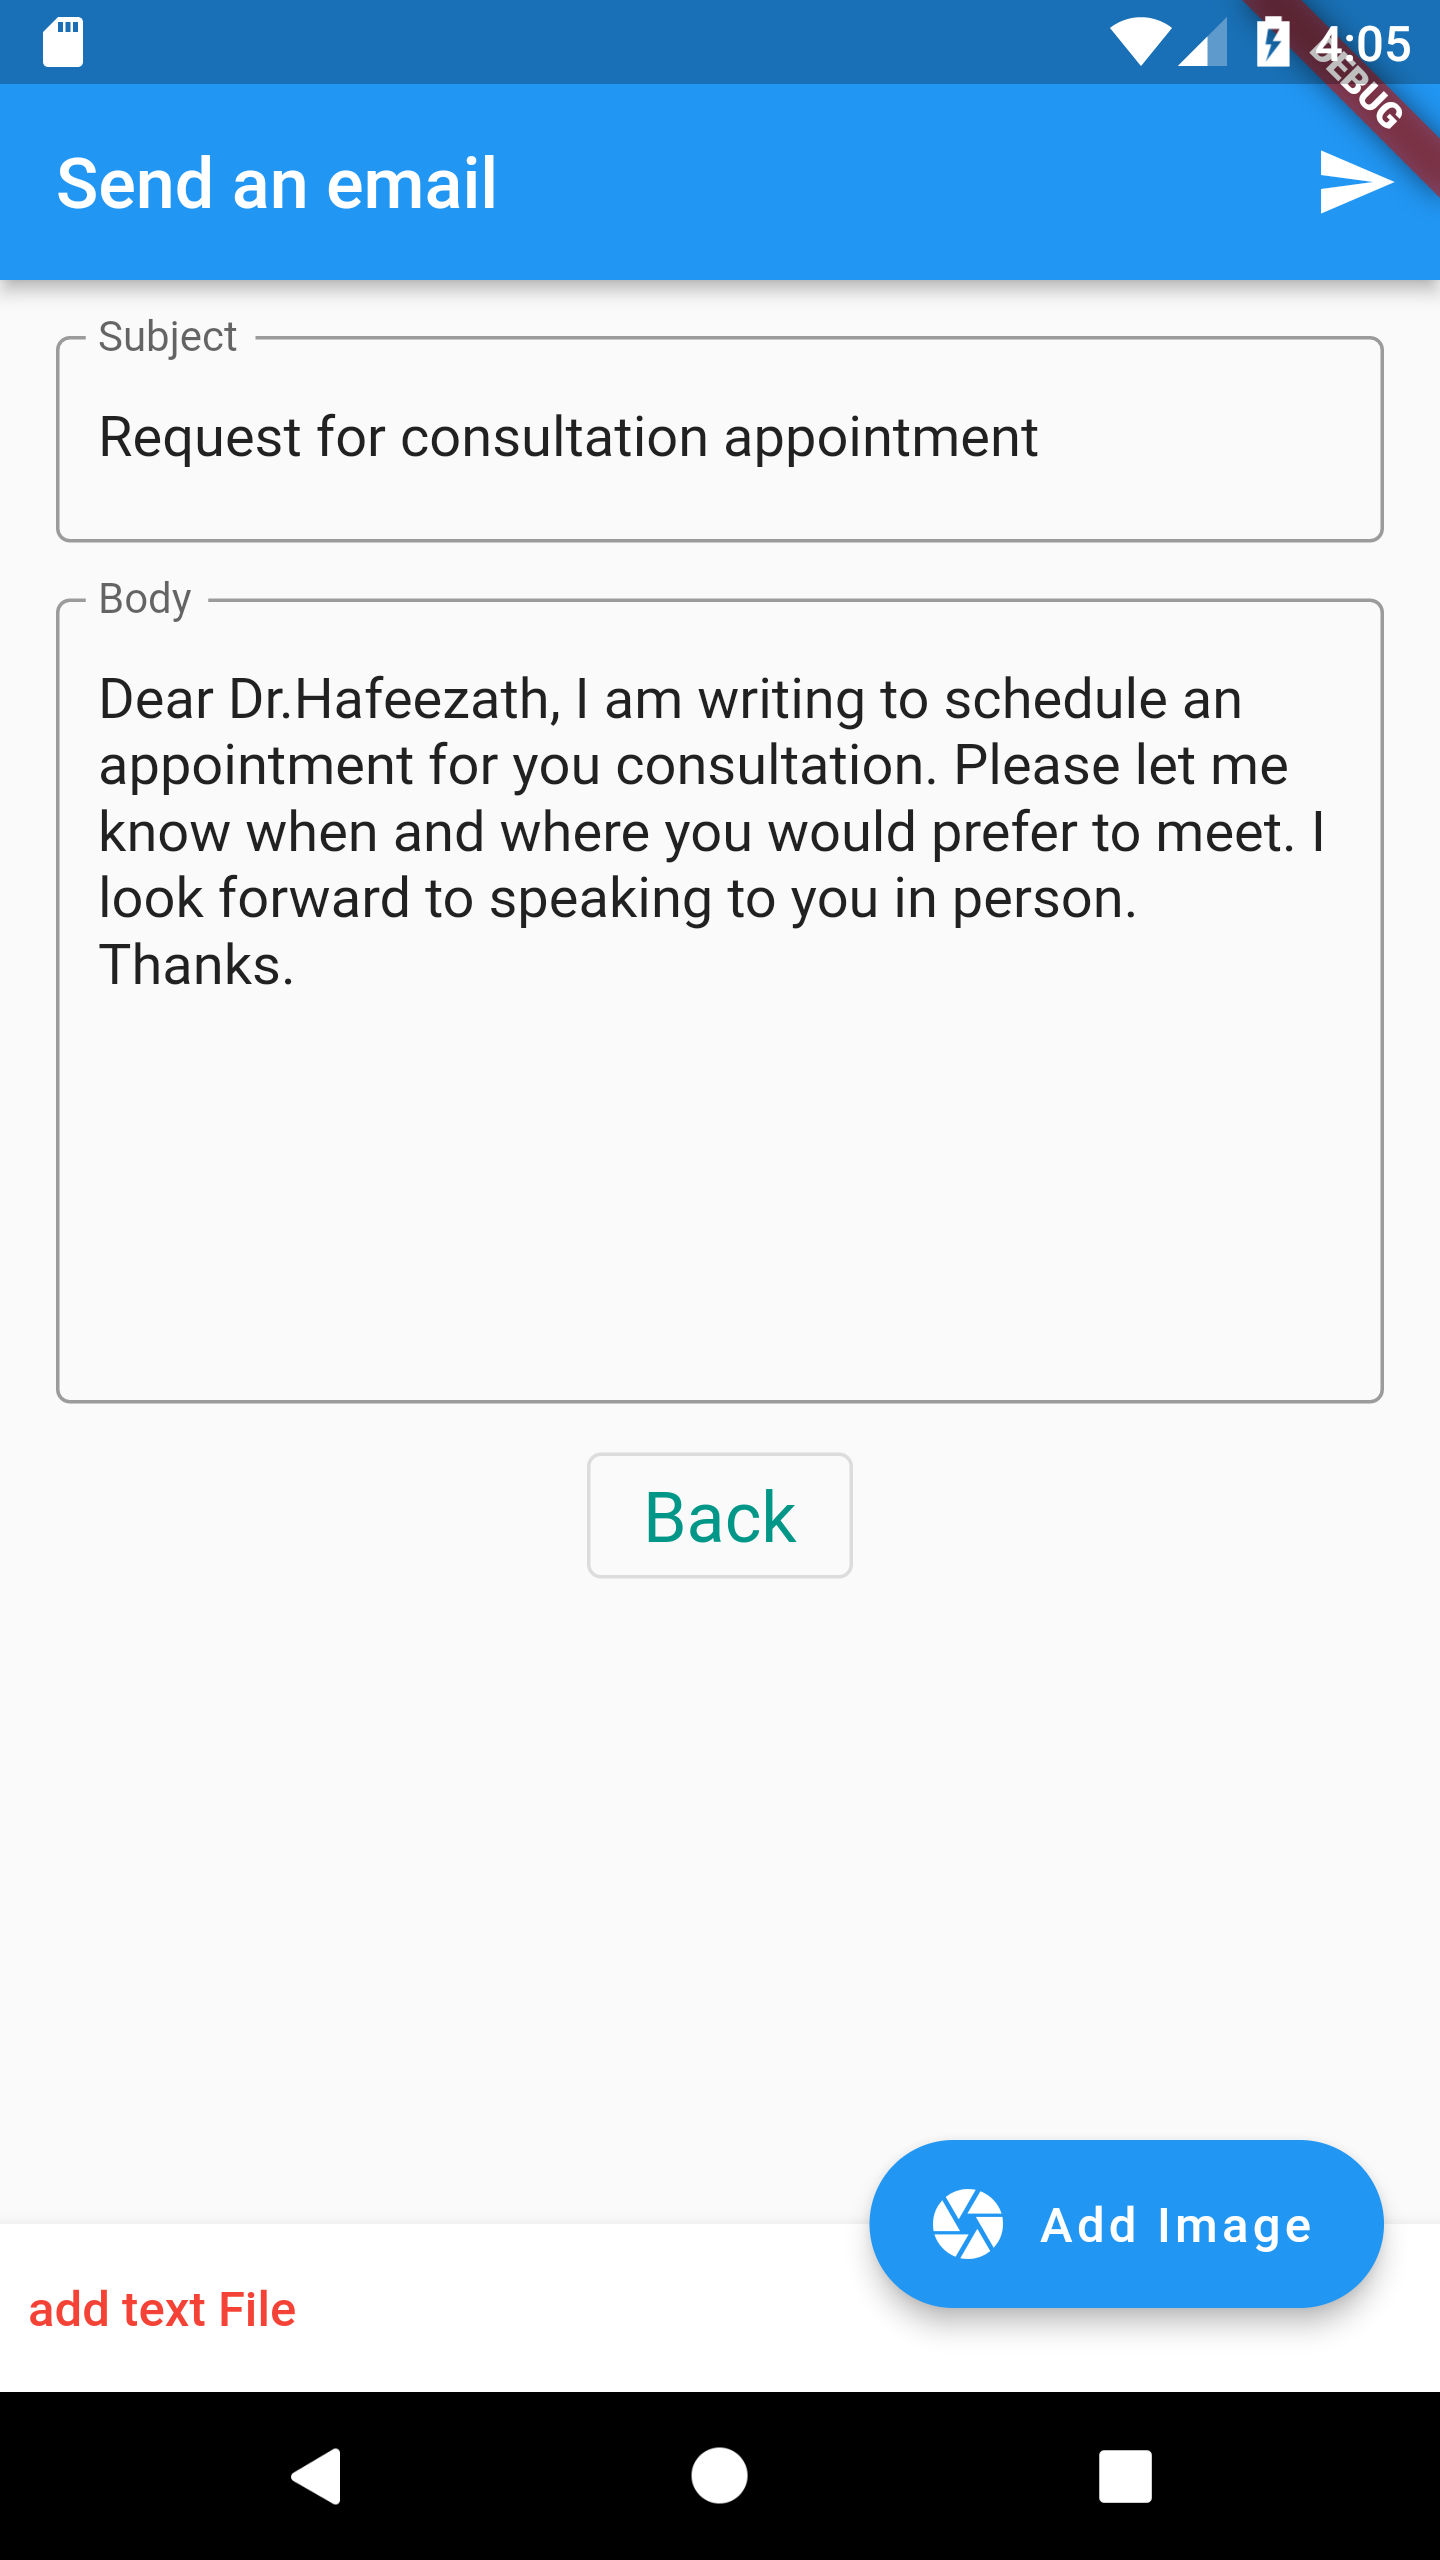 4:05
DEBUG
Send an email
Subject
Request for consultation appointment
Body
Dear Dr.Hafeezath, I am writing to schedule an
appointment for you consultation. Please let me
know when and where you would prefer to meet. I
look forward to speaking to you in person.
Thanks.
Back
Add Image
add text File